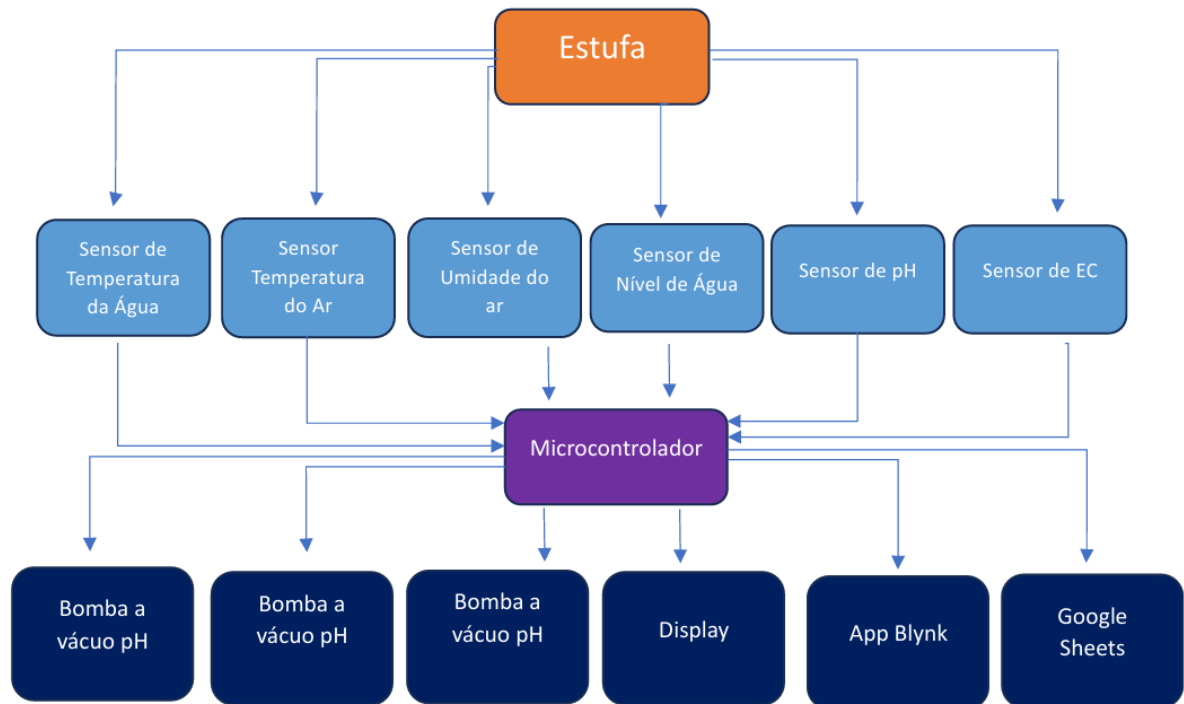 Estufa
Sensor de
Temperatura
da Água
Sensor
Temperatura
do Ar
Sensor de
Umidade do
ar
Sensor de
Nível de Água
Sensor de pH
Sensor de EC
Microcontrolador
Bomba a
vácuo pH
Bomba a
vácuo pH
Bomba a
vácuo pH
Display
App Blynk
Google
Sheets